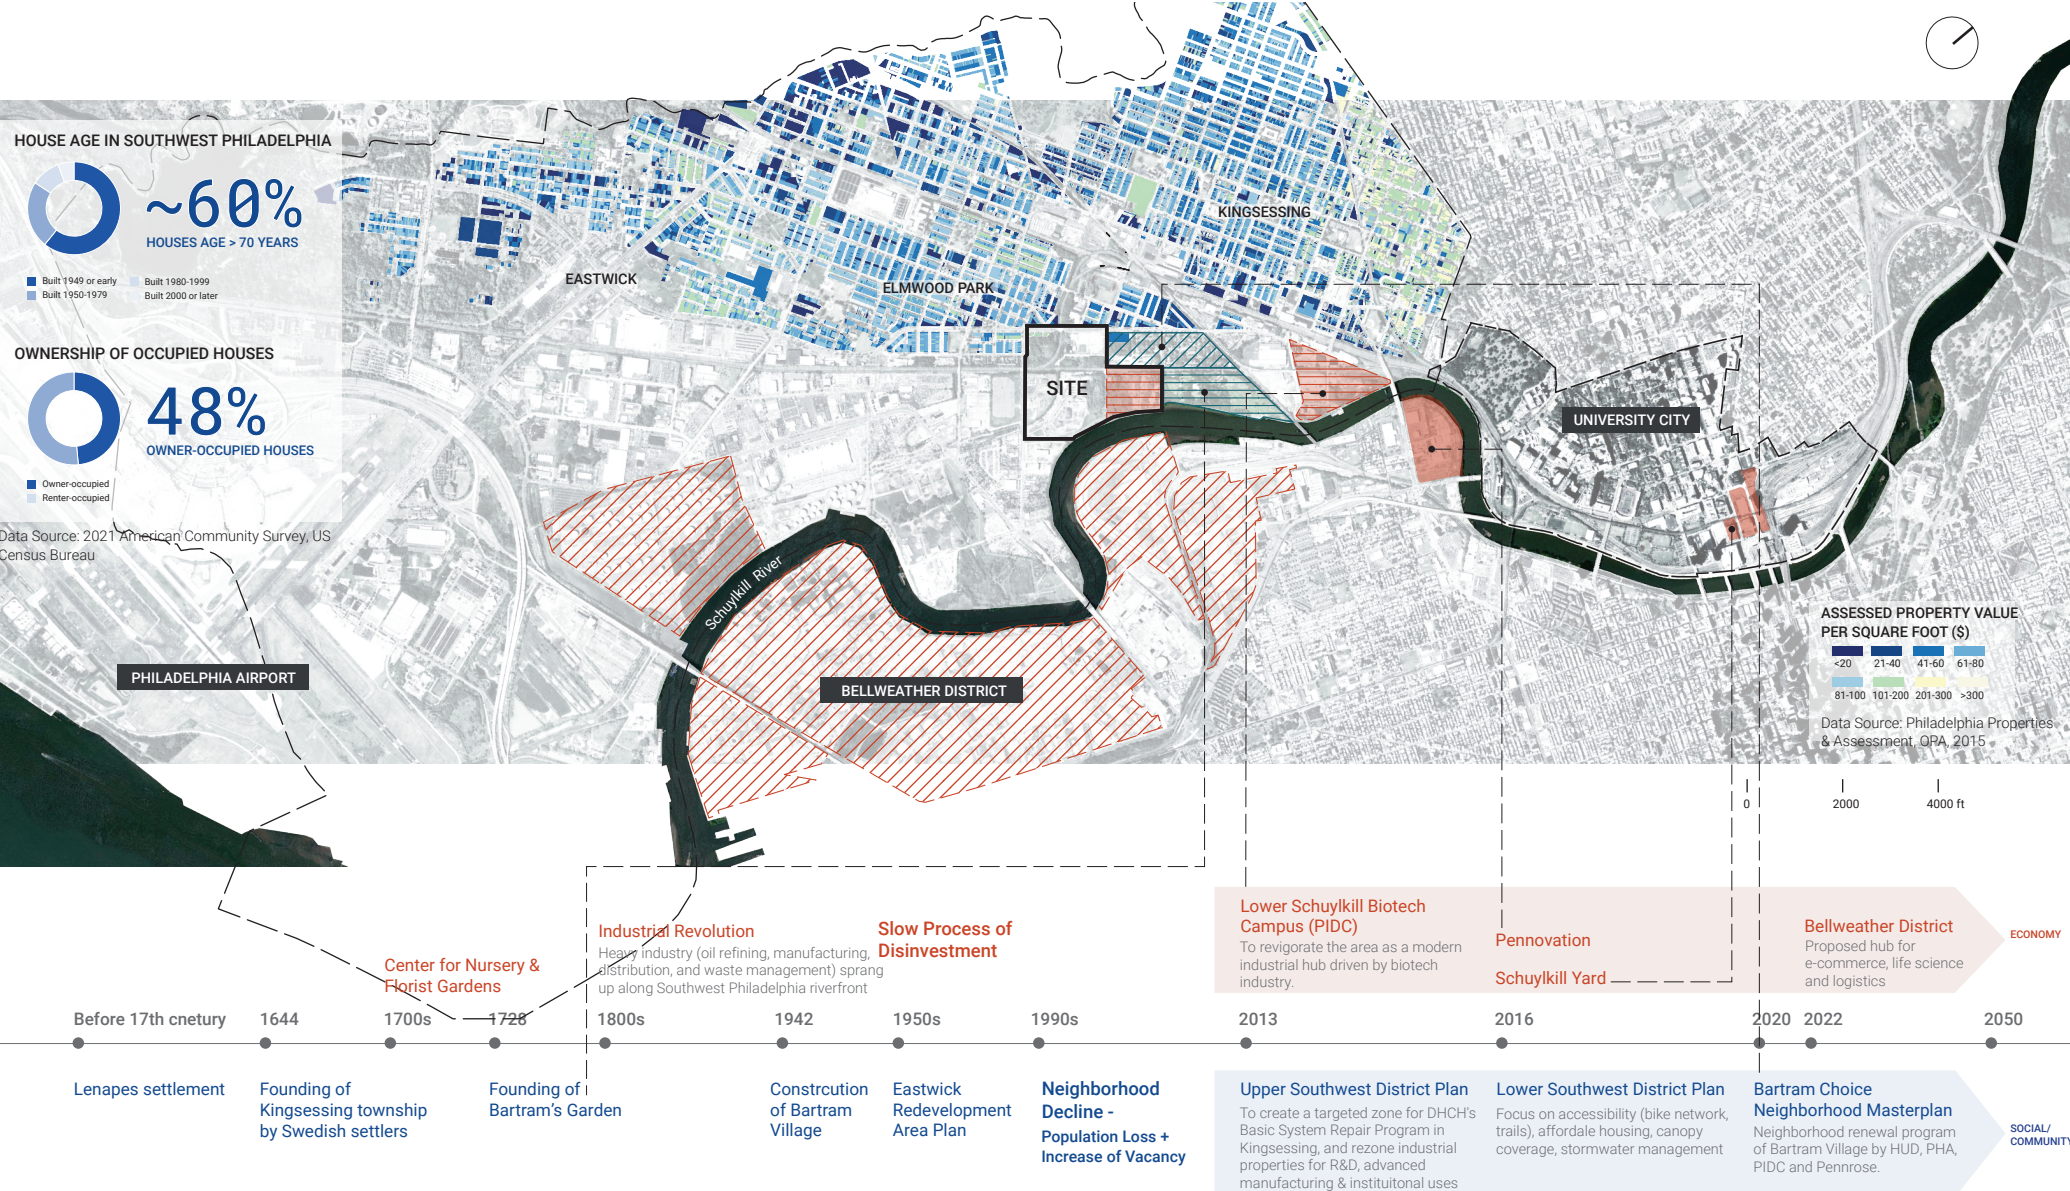 HOUSE AGE IN SOUTHWEST PHILADELPHIA
~60%
HOUSES AGE > 70 YEARS
Built 1949 or early
Built 1980-1999
Built 1950-1979
Built 2000 or later
OWNERSHIP OF OCCUPIED HOUSES
48%
OWNER-OCCUPIED HOUSES
Owner-occupied
Renter-occupied
Data Source: 2021 American Community Survey, US
Census Bureau
KINGSESSING
EASTWICK
ELMWOOD PARK
SITE
UNIVERSITY CITY
Schuylkill River
PHILADELPHIA AIRPORT
BELLWEATHER DISTRICT
ASSESSED PROPERTY VALUE
PER SQUARE FOOT ($)
<20
21-40
41-60
61-80
81-100
101-200
201-300
>300
Data Source: Philadelphia Properties
& Assessment, OPA, 2015
0
2000
4000 ft
Center for Nursery &
Florist Gardens
Industrial Revolution
Heavy industry (oil refining, manufacturing,
distribution, and waste management) sprang
up along Southwest Philadelphia riverfront
Slow Process of
Disinvestment
Lower Schuylkill Biotech
Campus (PIDC)
To revigorate the area as a modern
industrial hub driven by biotech
industry.
Pennovation
Schuylkill Yard
Bellweather District
Proposed hub for
e-commerce, life science
and logistics
ECONOMY
Before 17th cnetury
1644
1700s
1728
1800s
1942
1950s
1990s
2013
2016
2020
2022
2050
Lenapes settlement
Founding of
Kingsessing township
by Swedish settlers
Founding of
Bartram's Garden
Constrcution
of Bartram
Village
Eastwick
Redevelopment
Area Plan
Neighborhood
Decline -
Population Loss +
Increase of Vacancy
Upper Southwest District Plan
To create a targeted zone for DHCH's
Basic System Repair Program in
Kingsessing, and rezone industrial
properties for R&D, advanced
manufacturing & instituitonal uses
Lower Southwest District Plan
Focus on accessibility (bike network,
trails), affordale housing, canopy
coverage, stormwater management
Bartram Choice
Neighborhood Masterplan
Neighborhood renewal program
of Bartram Village by HUD, PHA,
PIDC and Pennrose.
SOCIAL/
COMMUNITY